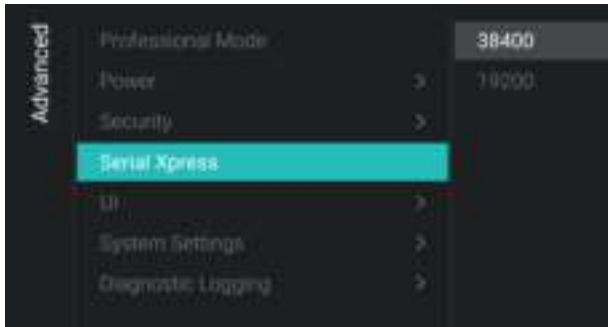 Advanced
Professional Mode
Power >
Security >
Serial Xpress
UI >
System Settings >
Diagnostic Logging >
38400
19200